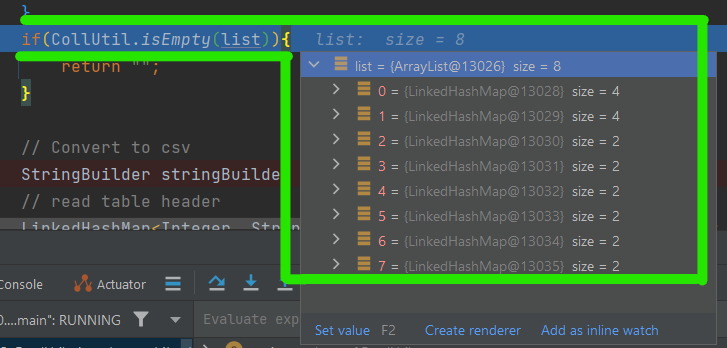 }
if(CollUtil.isEmpty(list)){ list: size = 8
return "";
}
// Convert to csv
StringBuilder stringBuilde
// read table header
LinkedHashMap<Integer, Strin
list = {ArrayList@13026} size = 8
0 = {LinkedHashMap@13028} size = 4
1 = {LinkedHashMap@13029} size = 4
2 = {LinkedHashMap@13030} size = 2
3 = {LinkedHashMap@13031} size = 2
4 = {LinkedHashMap@13032} size = 2
5 = {LinkedHashMap@13033} size = 2
6 = {LinkedHashMap@13034} size = 2
7 = {LinkedHashMap@13035} size = 2
Console Actuator
0....main": RUNNING
Evaluate exp
Set value F2 Create renderer Add as inline watch